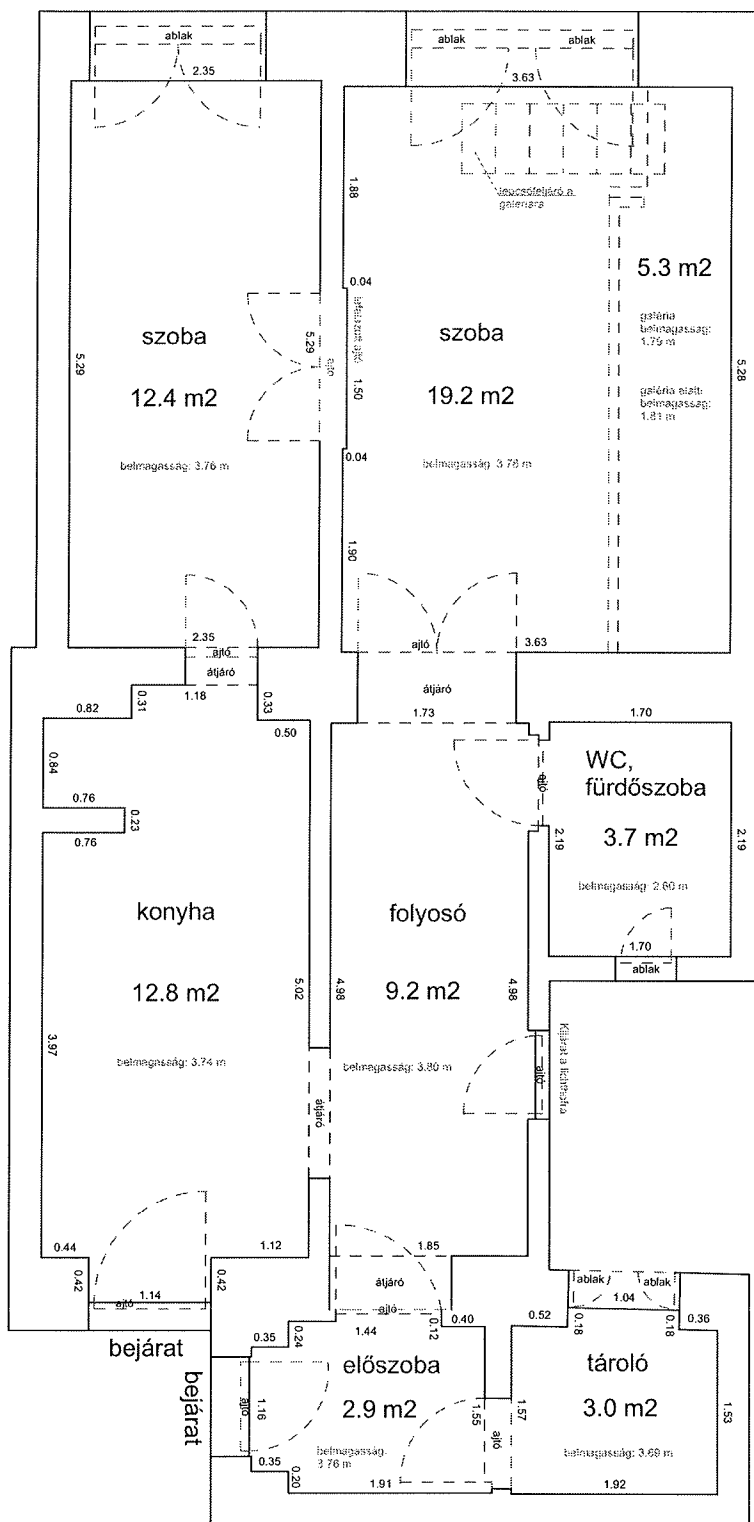 ablak
2.35
ablak
ablak
3.63
1.88
lépcsőfeljáró a
galériára
0.04
5.3 m2
galéria
belmagasság:
1.79 m
galéria alatti
belmagasság:
1.81 m
5.28
szoba
12.4 m2
belmagasság: 3.76 m
5.29
5.29
ajtó
lefalazott ajtó
1.50
0.04
szoba
19.2 m2
belmagasság: 3.78 m
1.90
2.35
ajtó
átjáró
1.18
ajtó
3.63
átjáró
1.73
0.82
0.31
0.33
0.50
0.84
0.76
0.23
0.76
1.70
WC,
fürdőszoba
3.7 m2
belmagasság: 2.60 m
ajtó
2.19
2.19
1.70
ablak
konyha
12.8 m2
belmagasság: 3.74 m
3.97
5.02
folyosó
9.2 m2
belmagasság: 3.80 m
4.98
4.98
átjáró
ajtó
Kijárat a lichthofra
0.44
0.42
1.14
ajtó
1.12
0.42
bejárat
bejárat
1.85
átjáró
ajtó
0.35
0.24
1.44
0.12
0.40
előszoba
2.9 m2
belmagasság:
3.76 m
ajtó
1.16
0.35
0.20
1.91
1.55
ajtó
1.57
0.52
ablak
ablak
1.04
0.18
0.18
0.36
tároló
3.0 m2
belmagasság: 3.69 m
1.53
1.92